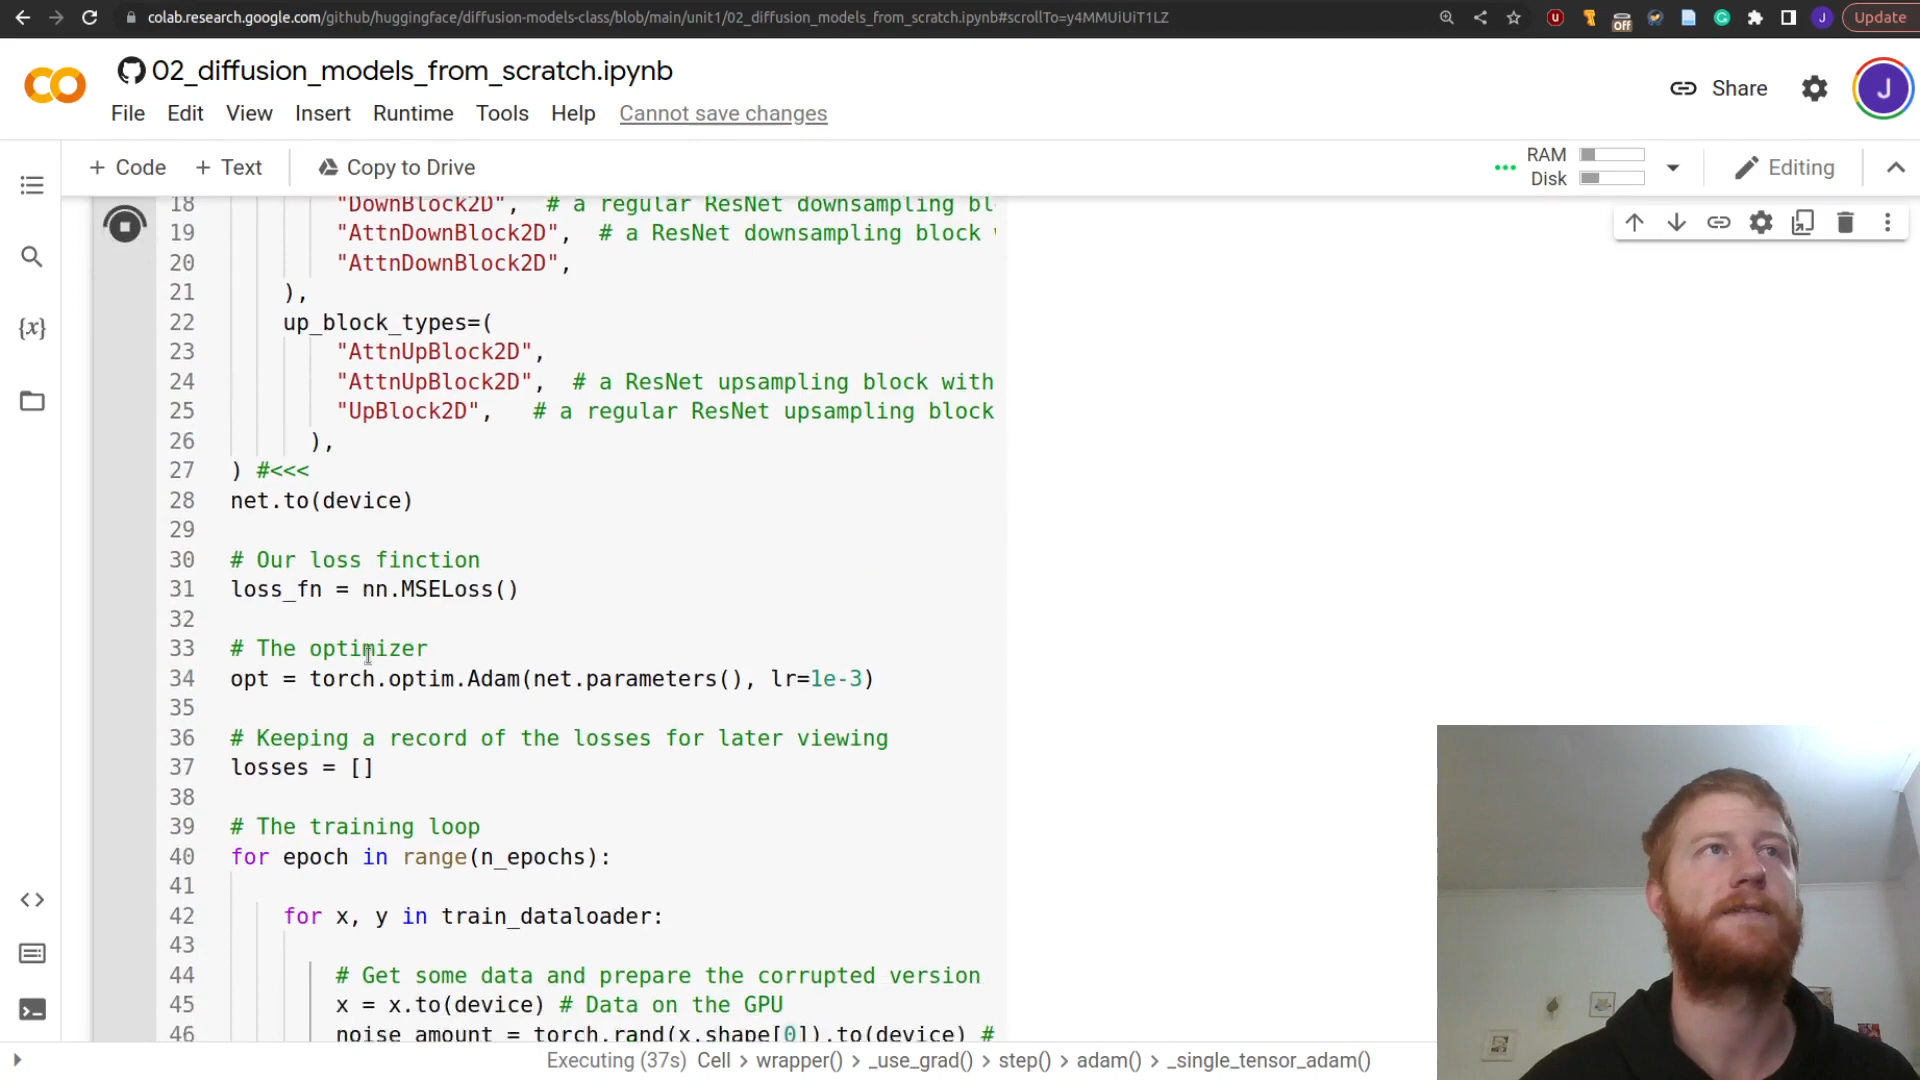 colab.research.google.com/github/huggingface/diffusion-models-class/blob/main/unit1/02_diffusion_models_from_scratch.ipynb#scrollTo=y4MMUiUiT1LZ
Off
J
Update
02_diffusion_models_from_scratch.ipynb
Share
J
File Edit View Insert Runtime Tools Help Cannot save changes
+ Code + Text Copy to Drive
RAM
Disk
Editing
18 "DownBlock2D", # a regular ResNet downsampling bl
19 "AttnDownBlock2D", # a ResNet downsampling block
20 "AttnDownBlock2D",
21 ),
22 up_block_types=(
23 "AttnUpBlock2D",
24 "AttnUpBlock2D", # a ResNet upsampling block with
25 "UpBlock2D", # a regular ResNet upsampling block
26 ),
27 ) #<<<
28 net.to(device)
29
30 # Our loss finction
31 loss_fn = nn.MSELoss()
32
33 # The optimizer
34 opt = torch.optim.Adam(net.parameters(), lr=1e-3)
35
36 # Keeping a record of the losses for later viewing
37 losses = []
38
39 # The training loop
40 for epoch in range(n_epochs):
41
42 for x, y in train_dataloader:
43
44 # Get some data and prepare the corrupted version
45 x = x.to(device) # Data on the GPU
46 noise_amount = torch.rand(x.shape[0]).to(device) #
Executing (37s) Cell > wrapper() > _use_grad() > step() > adam() > _single_tensor_adam()